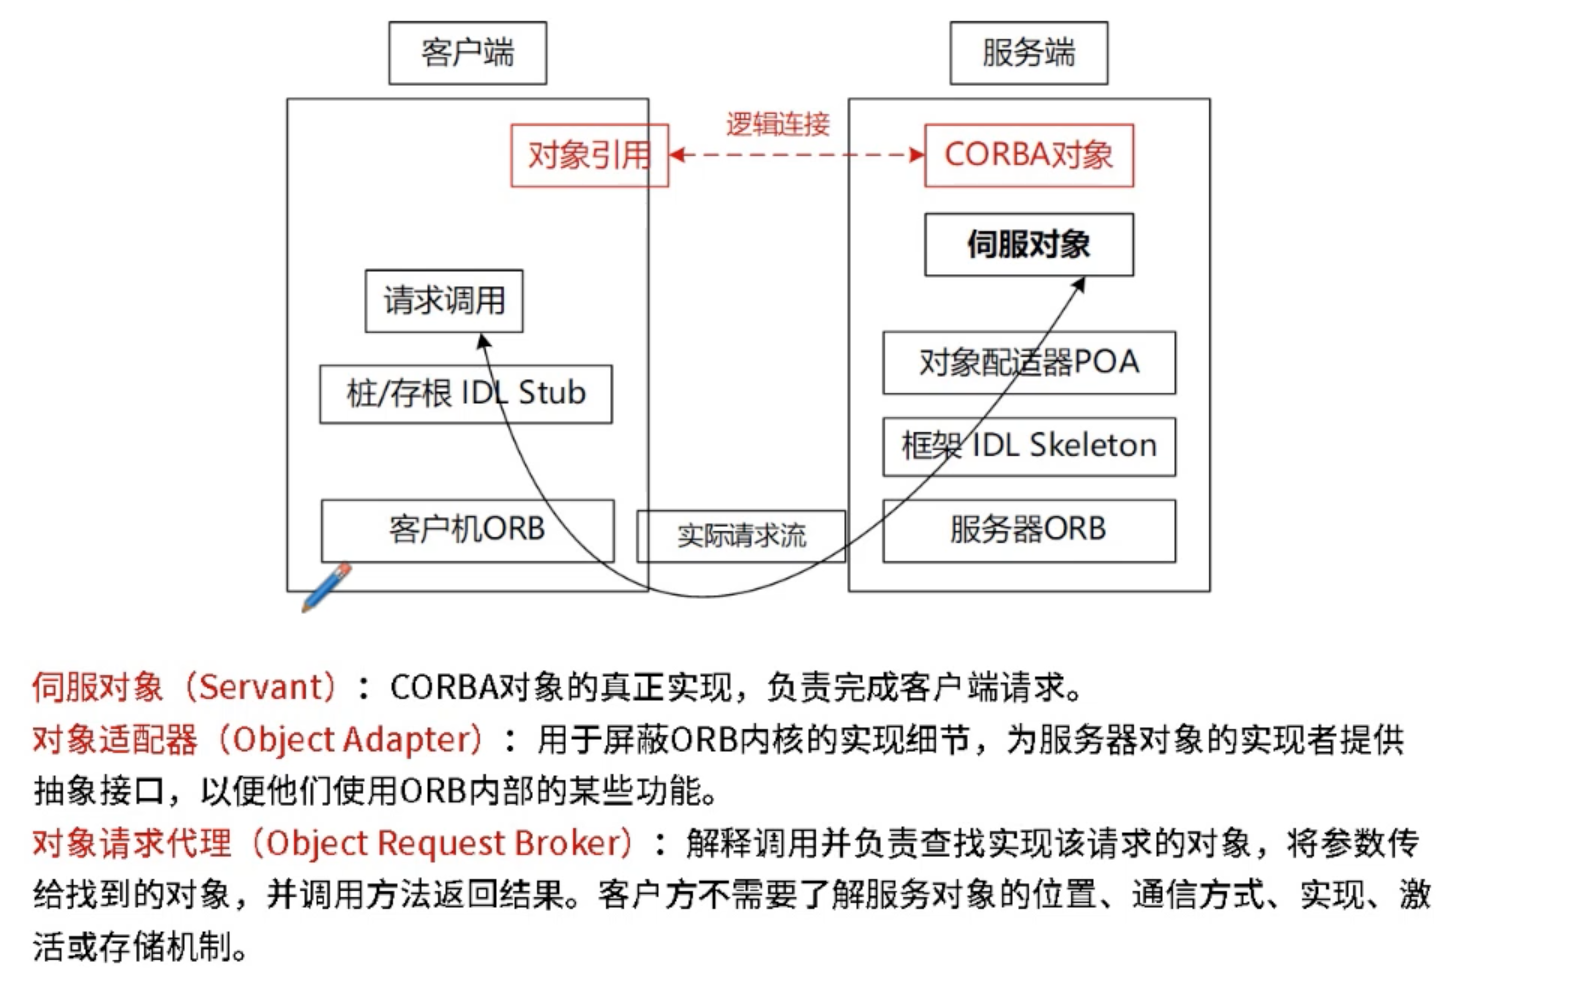 客户端
服务端
逻辑连接
对象引用
CORBA对象
伺服对象
请求调用
对象配适器POA
桩/存根 IDL Stub
框架 IDL Skeleton
客户机ORB
实际请求流
服务器ORB
伺服对象（Servant）：CORBA对象的真正实现，负责完成客户端请求。
对象适配器（Object Adapter）：用于屏蔽ORB内核的实现细节，为服务器对象的实现者提供
抽象接口，以便他们使用ORB内部的某些功能。
对象请求代理（Object Request Broker）：解释调用并负责查找实现该请求的对象，将参数传
给找到的对象，并调用方法返回结果。客户方不需要了解服务对象的位置、通信方式、实现、激
活或存储机制。